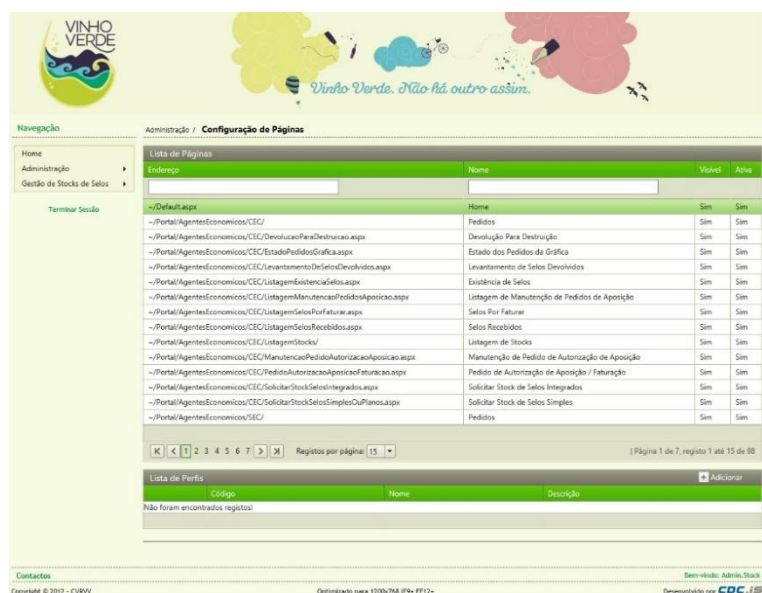 VINHO
VERDE
Vinho Verde. Não há outro assim.
Navegação
Administração / Configuração de Páginas
Home
Administração
Gestão de Stocks de Selos
Terminar Sessão
Lista de Páginas
Endereço Nome Visível Ativa
~/Default.aspx Home Sim Sim
~/Portal/AgentesEconomicos/CEC/ Pedidos Sim Sim
~/Portal/AgentesEconomicos/CEC/DevolucaoParaDestruicao.aspx Devolução Para Destruição Sim Sim
~/Portal/AgentesEconomicos/CEC/EstadoPedidosGrafica.aspx Estado dos Pedidos da Gráfica Sim Sim
~/Portal/AgentesEconomicos/CEC/LevantamentoDeSelosDevolvidos.aspx Levantamento de Selos Devolvidos Sim Sim
~/Portal/AgentesEconomicos/CEC/ListagemExistenciaSelos.aspx Existência de Selos Sim Sim
~/Portal/AgentesEconomicos/CEC/ListagemManutencaoPedidosAposicao.aspx Listagem de Manutenção de Pedidos de Aposição Sim Sim
~/Portal/AgentesEconomicos/CEC/ListagemSelosPorFaturar.aspx Selos Por Faturar Sim Sim
~/Portal/AgentesEconomicos/CEC/ListagemSelosRecebidos.aspx Selos Recebidos Sim Sim
~/Portal/AgentesEconomicos/CEC/ListagemStocks/ Listagem de Stocks Sim Sim
~/Portal/AgentesEconomicos/CEC/ManutencaoPedidoAutorizacaoAposicao.aspx Manutenção de Pedido de Autorização de Aposição Sim Sim
~/Portal/AgentesEconomicos/CEC/PedidoAutorizacaoAposicaoFaturacao.aspx Pedido de Autorização de Aposição / Faturação Sim Sim
~/Portal/AgentesEconomicos/CEC/SolicitarStockSelosIntegrados.aspx Solicitar Stock de Selos Integrados Sim Sim
~/Portal/AgentesEconomicos/CEC/SolicitarStockSelosSimplesOuPlanos.aspx Solicitar Stock de Selos Simples Sim Sim
~/Portal/AgentesEconomicos/SEC/ Pedidos Sim Sim
1 2 3 4 5 6 7 Registos por página: 15 | Página 1 de 7, registo 1 até 15 de 98
Lista de Perfis + Adicionar
Código Nome Descrição
Não foram encontrados registos!
Contactos Bem-vindo: Admin.Stock
Copyright © 2012 - CVRVV Optimizado para 1200x768 IE9+ FF12+ Desenvolvido por